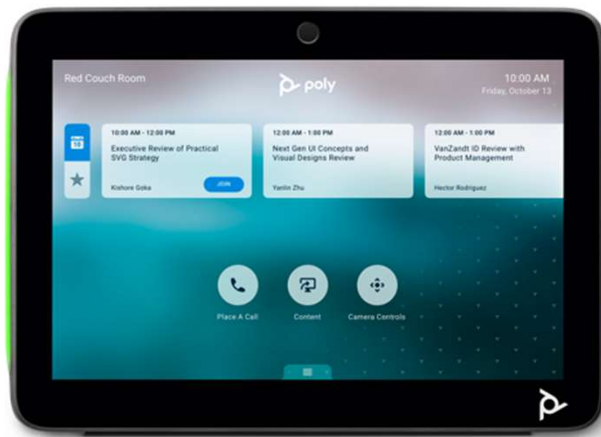 Red Couch Room
poly
10:00 AM
Friday, October 13
10:00 AM - 12:00 PM
Executive Review of Practical
SVG Strategy
Kishore Goka
JOIN
12:00 AM - 1:00 PM
Next Gen UI Concepts and
Visual Designs Review
Yanlin Zhu
12:00 AM - 1:00 PM
VanZandt ID Review with
Product Management
Hector Rodriguez
Place A Call
Content
Camera Controls